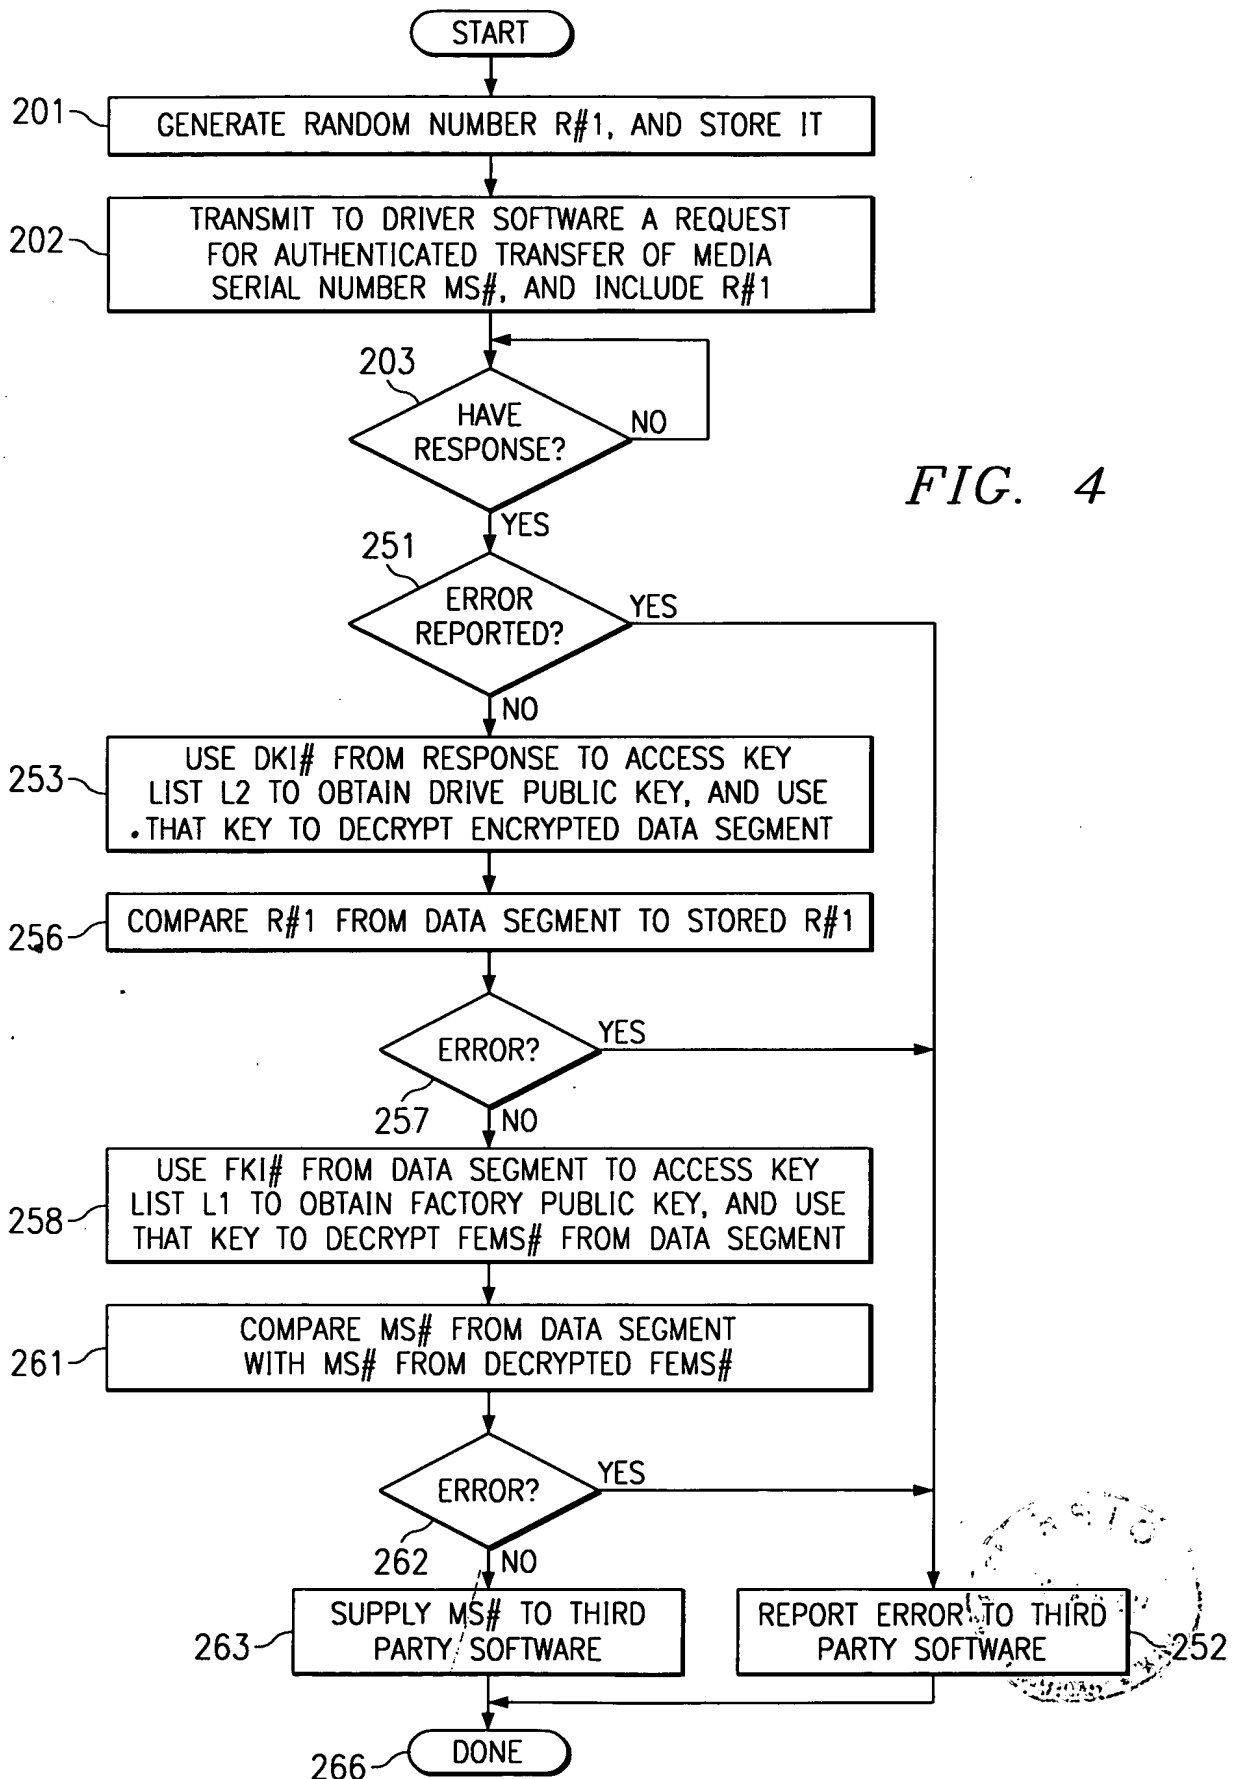 START
201
GENERATE RANDOM NUMBER R#1, AND STORE IT
202
TRANSMIT TO DRIVER SOFTWARE A REQUEST
FOR AUTHENTICATED TRANSFER OF MEDIA
SERIAL NUMBER MS#, AND INCLUDE R#1
203
HAVE
RESPONSE?
NO
YES
FIG. 4
251
ERROR
REPORTED?
YES
NO
253
USE DKI# FROM RESPONSE TO ACCESS KEY
LIST L2 TO OBTAIN DRIVE PUBLIC KEY, AND USE
THAT KEY TO DECRYPT ENCRYPTED DATA SEGMENT
256
COMPARE R#1 FROM DATA SEGMENT TO STORED R#1
ERROR?
YES
257
NO
258
USE FKI# FROM DATA SEGMENT TO ACCESS KEY
LIST L1 TO OBTAIN FACTORY PUBLIC KEY, AND USE
THAT KEY TO DECRYPT FEMS# FROM DATA SEGMENT
261
COMPARE MS# FROM DATA SEGMENT
WITH MS# FROM DECRYPTED FEMS#
ERROR?
YES
262
NO
263
SUPPLY MS# TO THIRD
PARTY SOFTWARE
REPORT ERROR TO THIRD
PARTY SOFTWARE
252
266
DONE